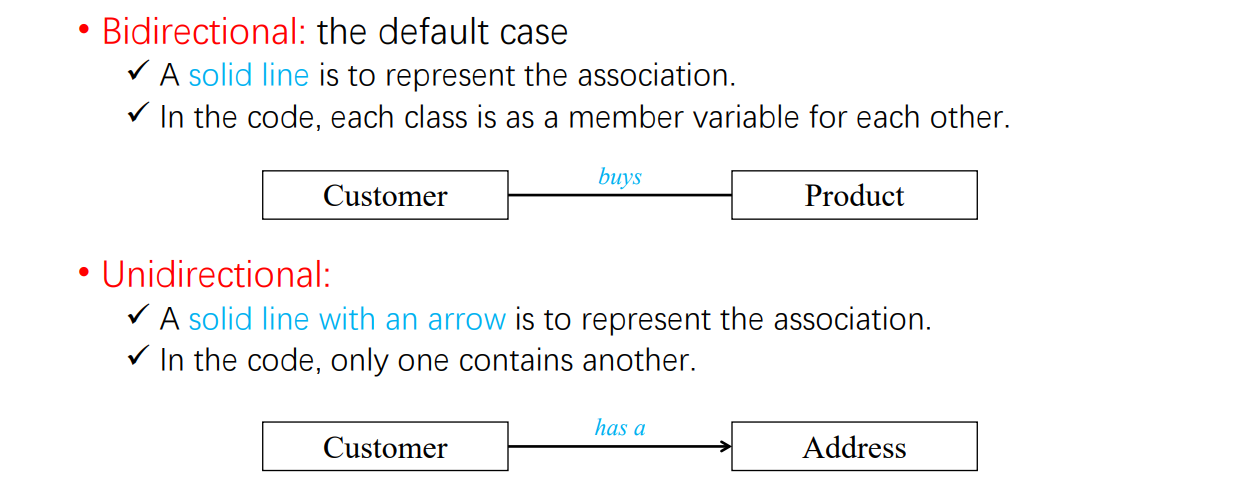 • Bidirectional: the default case
✓ A solid line is to represent the association.
✓ In the code, each class is as a member variable for each other.
buys
Customer Product
• Unidirectional:
✓ A solid line with an arrow is to represent the association.
✓ In the code, only one contains another.
has a
Customer Address